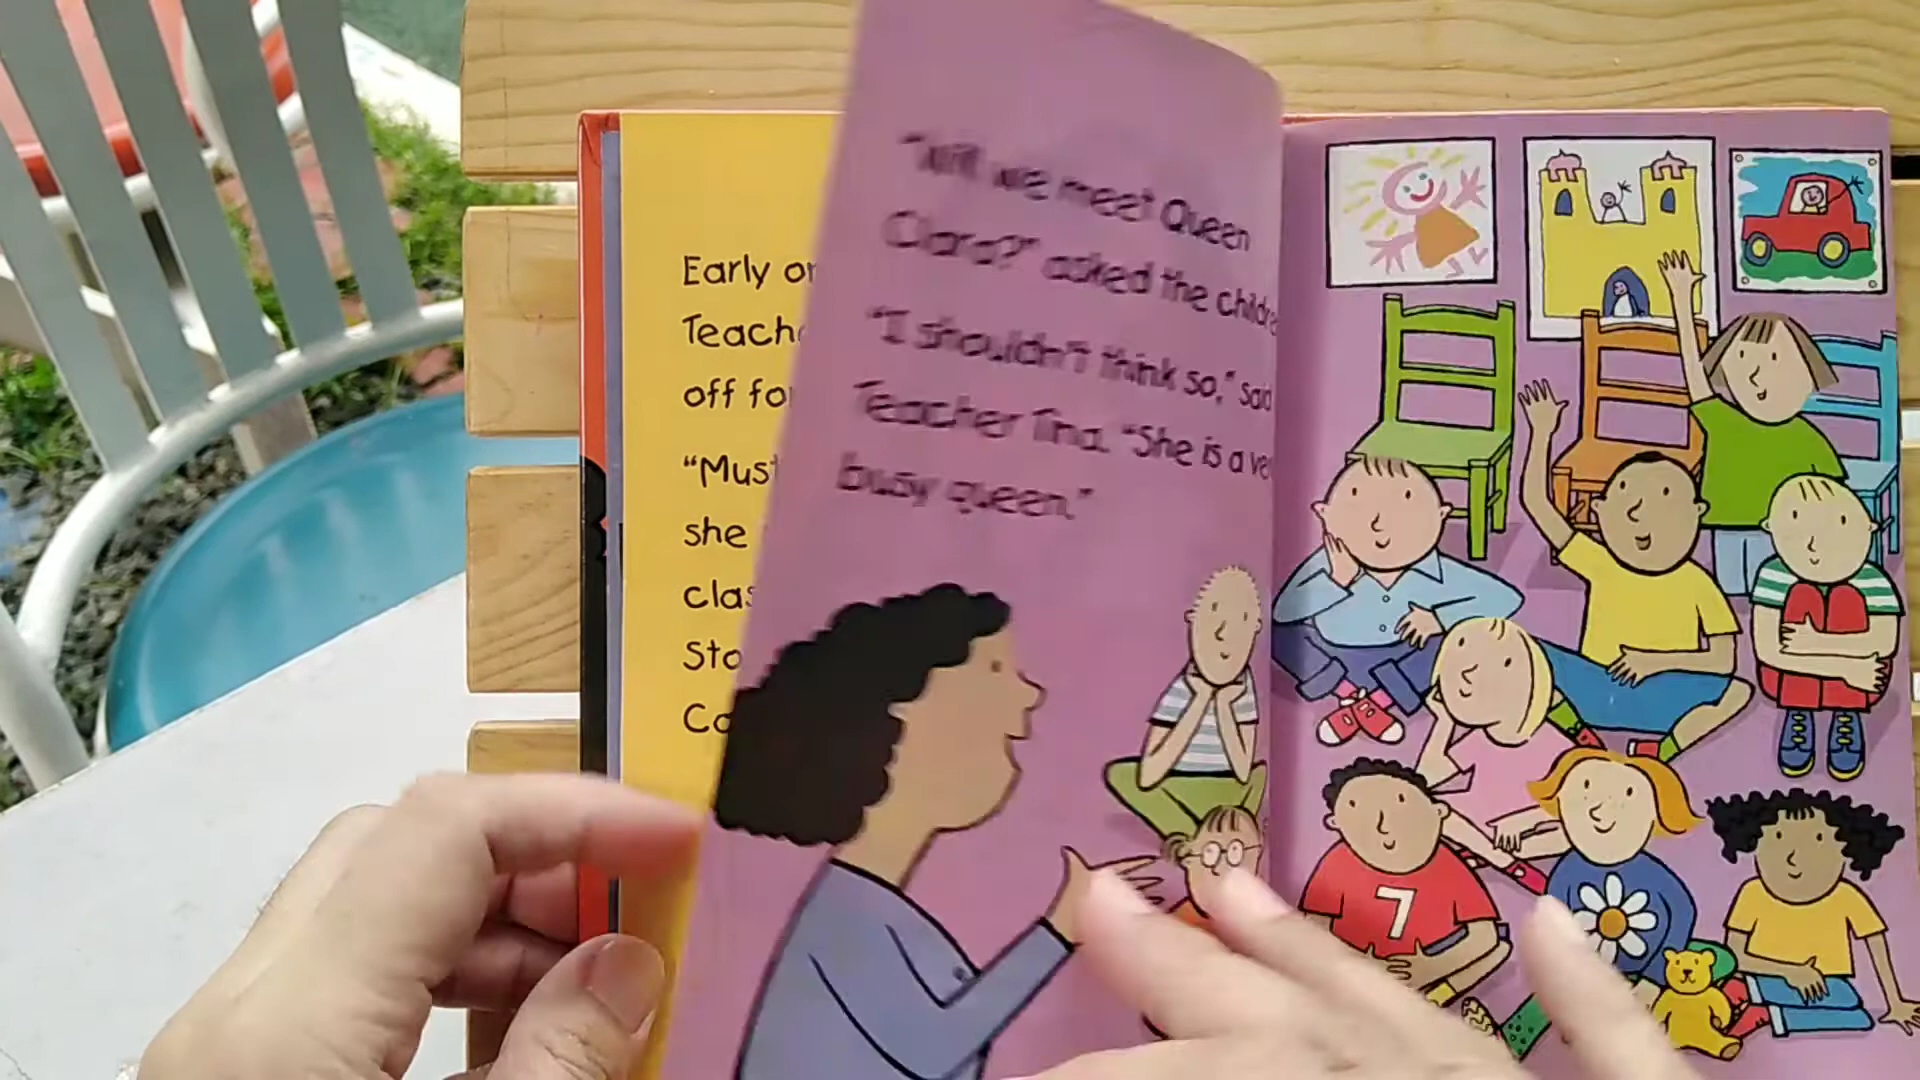 Early on
Teach
off fo
"Must
she
clas
Sto
Co
"Will we meet Queen
Clara?" asked the childre
"I shouldn't think so," said
Teacher Tina. "She is a ve
busy queen."
7